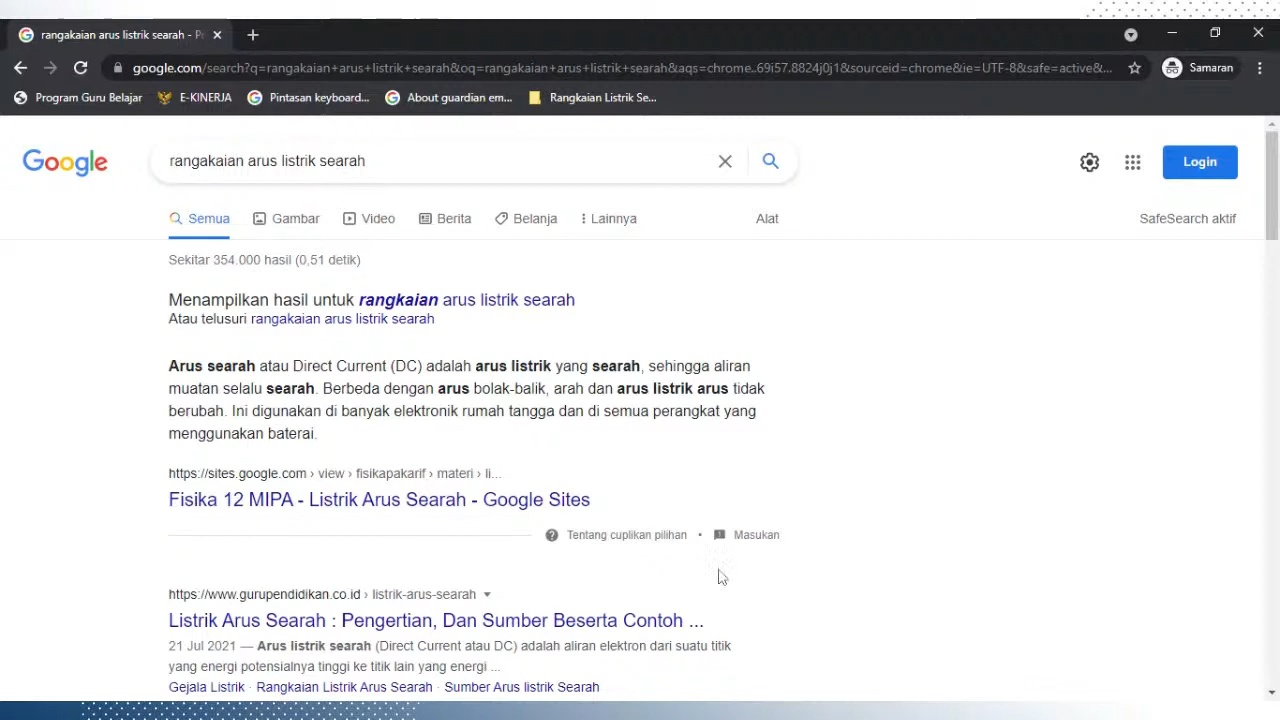 rangakaian arus listrik searah - P
google.com/search?q=rangakaian+arus+listrik+searah&oq=rangakaian+arus+listrik+searah&aqs=chrome..69i57.8824j0j1&sourceid=chrome&ie=UTF-8&safe=active&...
Samaran
Program Guru Belajar
E-KINERJA
Pintasan keyboard...
About guardian em...
Rangkaian Listrik Se...
Google
rangakaian arus listrik searah
Login
Semua
Gambar
Video
Berita
Belanja
Lainnya
Alat
SafeSearch aktif
Sekitar 354.000 hasil (0,51 detik)
Menampilkan hasil untuk rangkaian arus listrik searah
Atau telusuri rangakaian arus listrik searah
Arus searah atau Direct Current (DC) adalah arus listrik yang searah, sehingga aliran
muatan selalu searah. Berbeda dengan arus bolak-balik, arah dan arus listrik arus tidak
berubah. Ini digunakan di banyak elektronik rumah tangga dan di semua perangkat yang
menggunakan baterai.
https://sites.google.com › view › fisikapakarif › materi › li...
Fisika 12 MIPA - Listrik Arus Searah - Google Sites
Tentang cuplikan pilihan • Masukan
https://www.gurupendidikan.co.id › listrik-arus-searah
Listrik Arus Searah : Pengertian, Dan Sumber Beserta Contoh ...
21 Jul 2021 — Arus listrik searah (Direct Current atau DC) adalah aliran elektron dari suatu titik
yang energi potensialnya tinggi ke titik lain yang energi ...
Gejala Listrik · Rangkaian Listrik Arus Searah · Sumber Arus listrik Searah